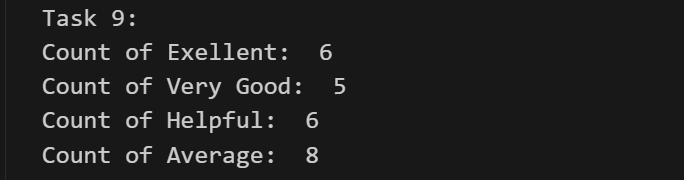 Task 9:
Count of Exellent:  6
Count of Very Good:  5
Count of Helpful:  6
Count of Average:  8